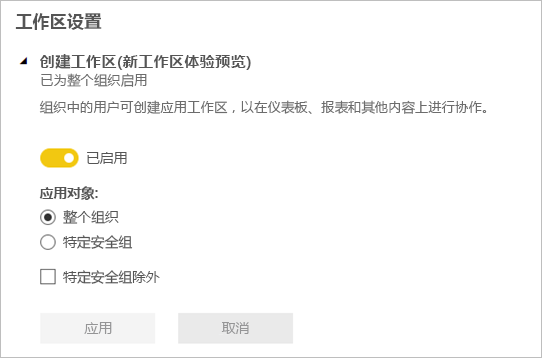 工作区设置
创建工作区(新工作区体验预览)
已为整个组织启用
组织中的用户可创建应用工作区，以在仪表板、报表和其他内容上进行协作。
已启用
应用对象:
整个组织
特定安全组
特定安全组除外
应用
取消